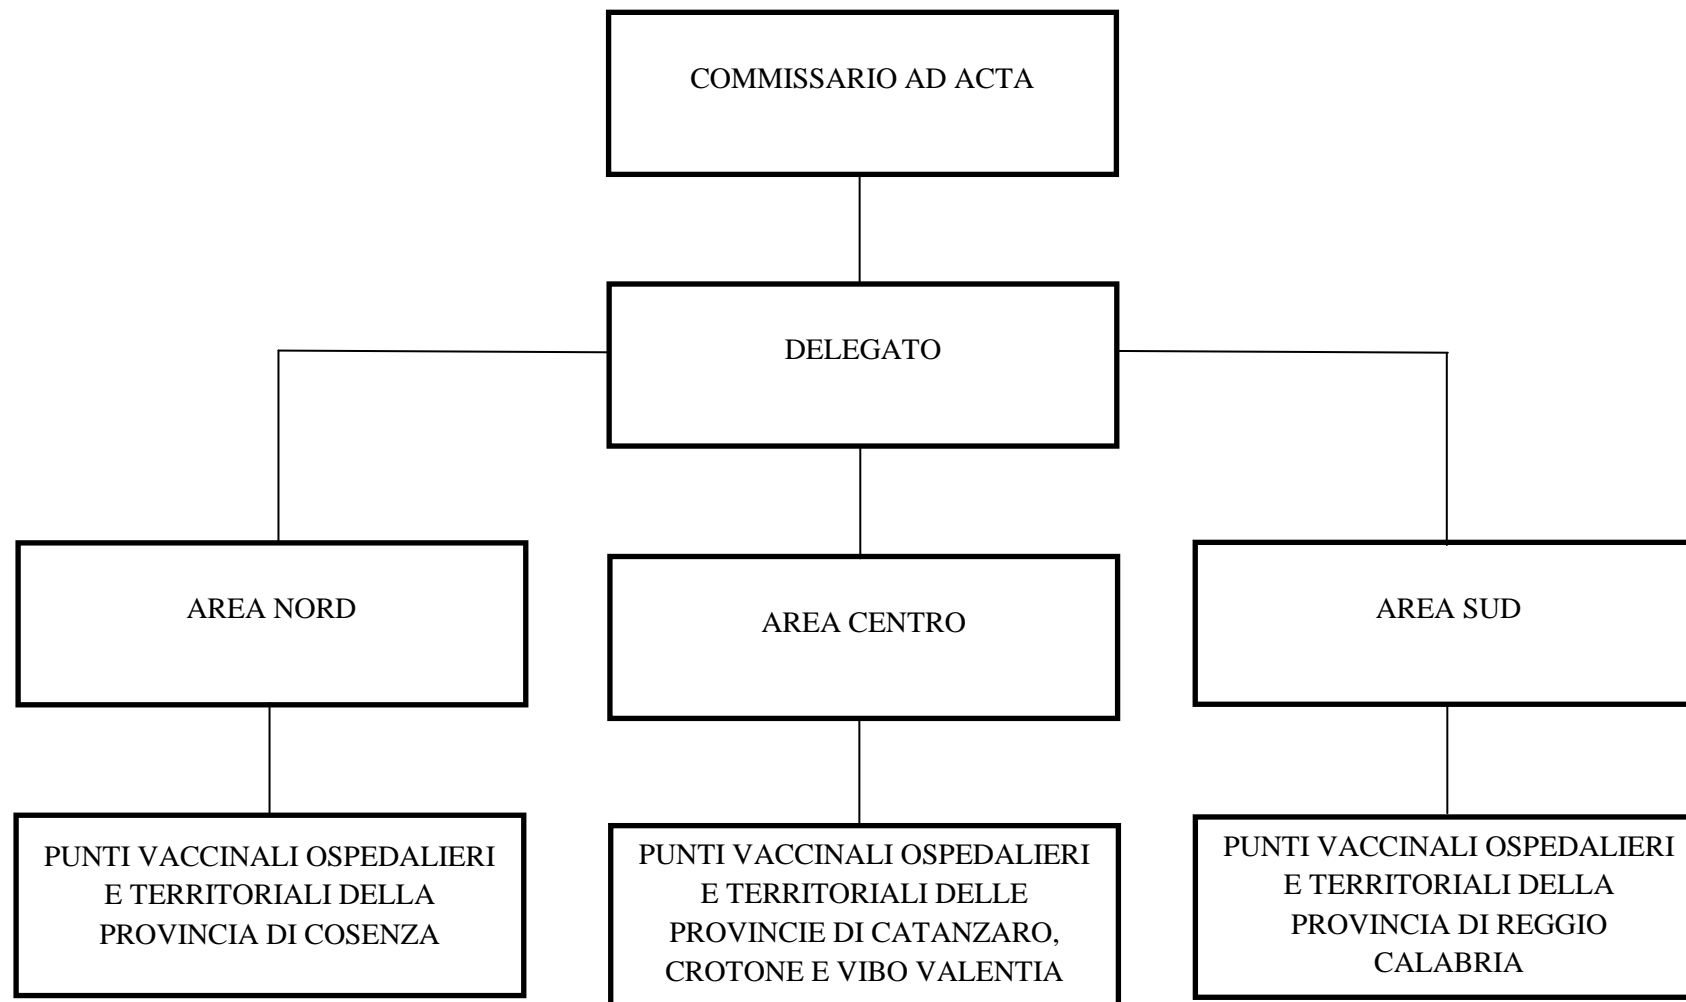 COMMISSARIO AD ACTA
DELEGATO
AREA NORD
AREA CENTRO
AREA SUD
PUNTI VACCINALI OSPEDALIERI
E TERRITORIALI DELLA
PROVINCIA DI COSENZA
PUNTI VACCINALI OSPEDALIERI
E TERRITORIALI DELLE
PROVINCIE DI CATANZARO,
CROTONE E VIBO VALENTIA
PUNTI VACCINALI OSPEDALIERI
E TERRITORIALI DELLA
PROVINCIA DI REGGIO
CALABRIA